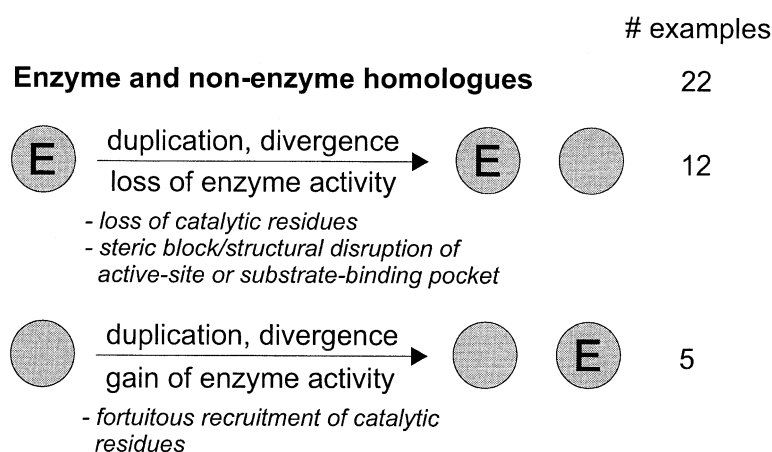 # examples
Enzyme and non-enzyme homologues 22
E duplication, divergence E 12
loss of enzyme activity
- loss of catalytic residues
- steric block/structural disruption of
active-site or substrate-binding pocket
duplication, divergence E 5
gain of enzyme activity
- fortuitous recruitment of catalytic
residues